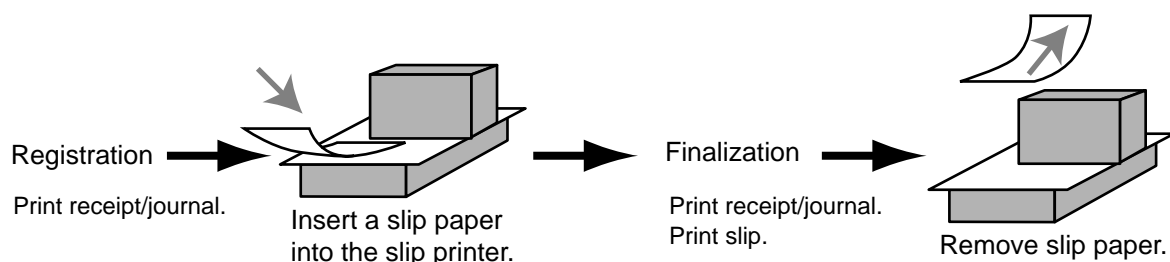 Registration
Print receipt/journal.
Insert a slip paper
into the slip printer.
Finalization
Print receipt/journal.
Print slip.
Remove slip paper.